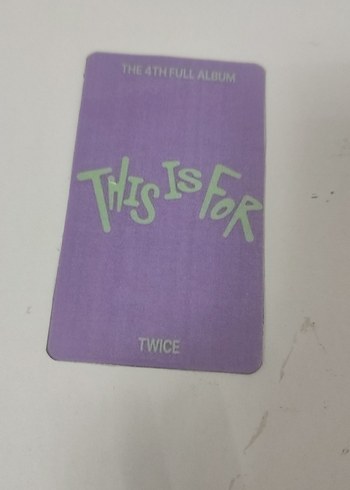 THE 4TH FULL ALBUM
THIS IS FOR
TWICE